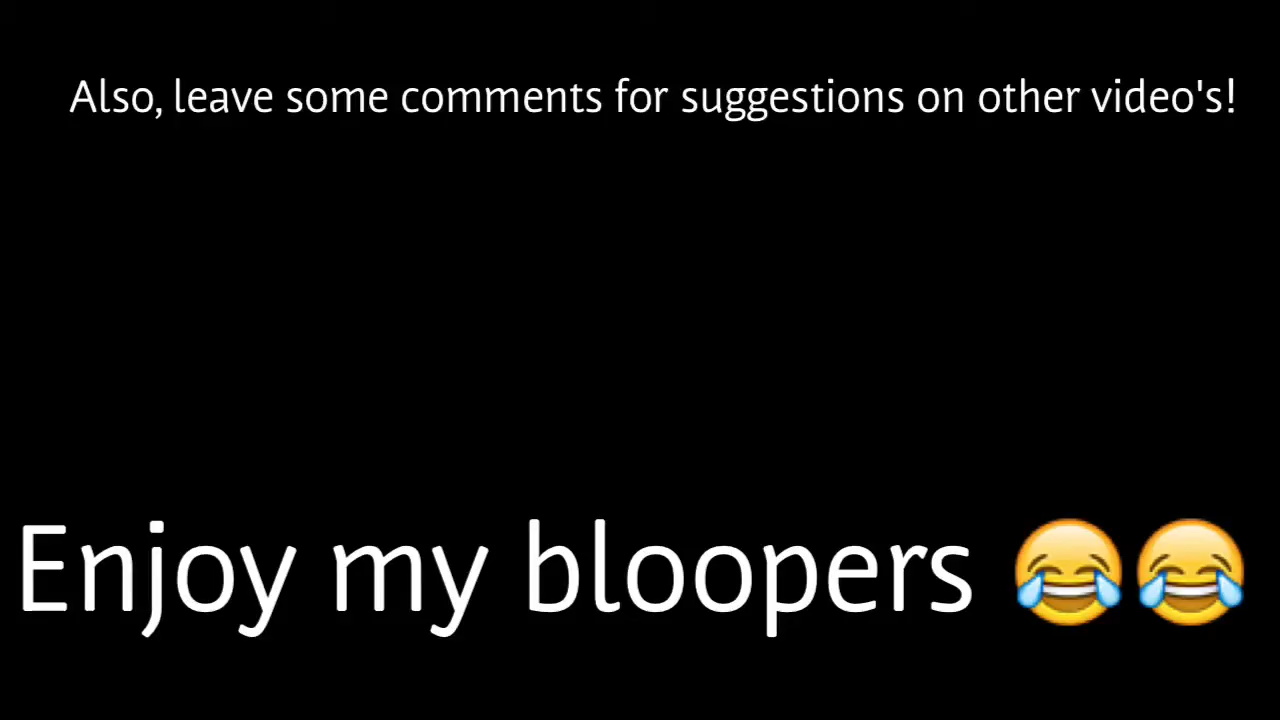 Also, leave some comments for suggestions on other video's!
Enjoy my bloopers 😂😂